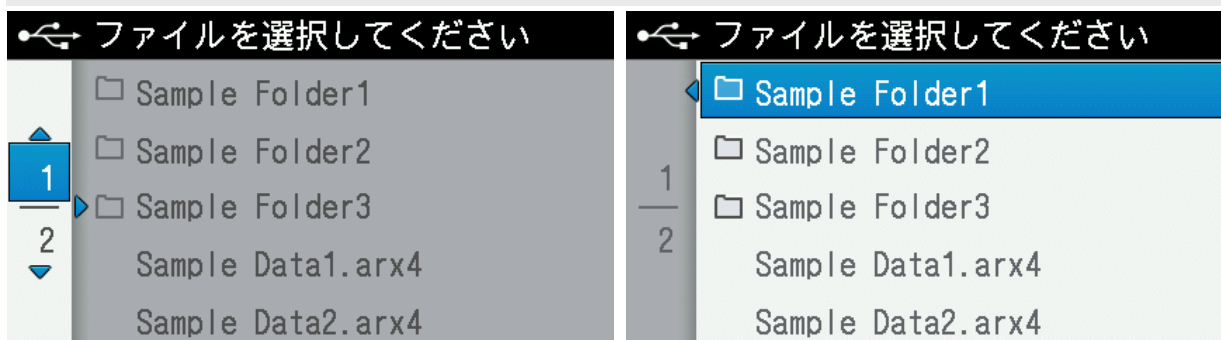 ファイルを選択してください
Sample Folder1
Sample Folder2
Sample Folder3
Sample Data1.arx4
Sample Data2.arx4
1
2
ファイルを選択してください
Sample Folder1
Sample Folder2
Sample Folder3
Sample Data1.arx4
Sample Data2.arx4
1
2